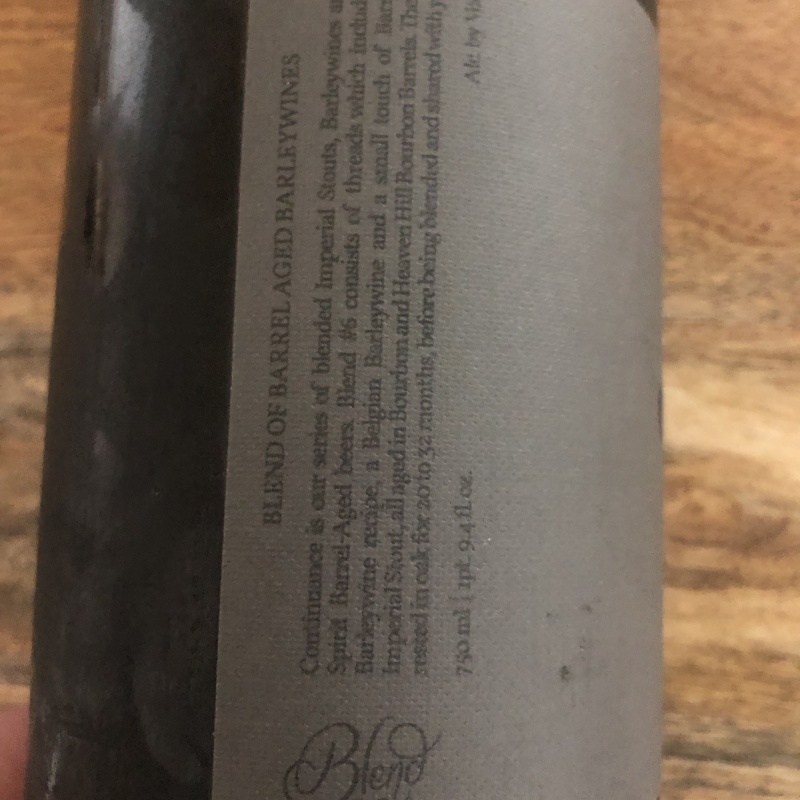 BLEND OF BARREL AGED BARLEYWINES
Continuance is our series of blended Imperial Stouts, Barleywines
Spirit Barrel-Aged beers. Blend #6 consists of threads which
Barleywine recipe, a Belgian Barleywine and a small touch of
Imperial Stout, all aged in Bourbon and Heaven Hill Bourbon Barrels.
rested in oak for 20 to 32 months, before being blended and shared
750 ml | 1pt. 9.4 fl oz. Alc. by
Blend